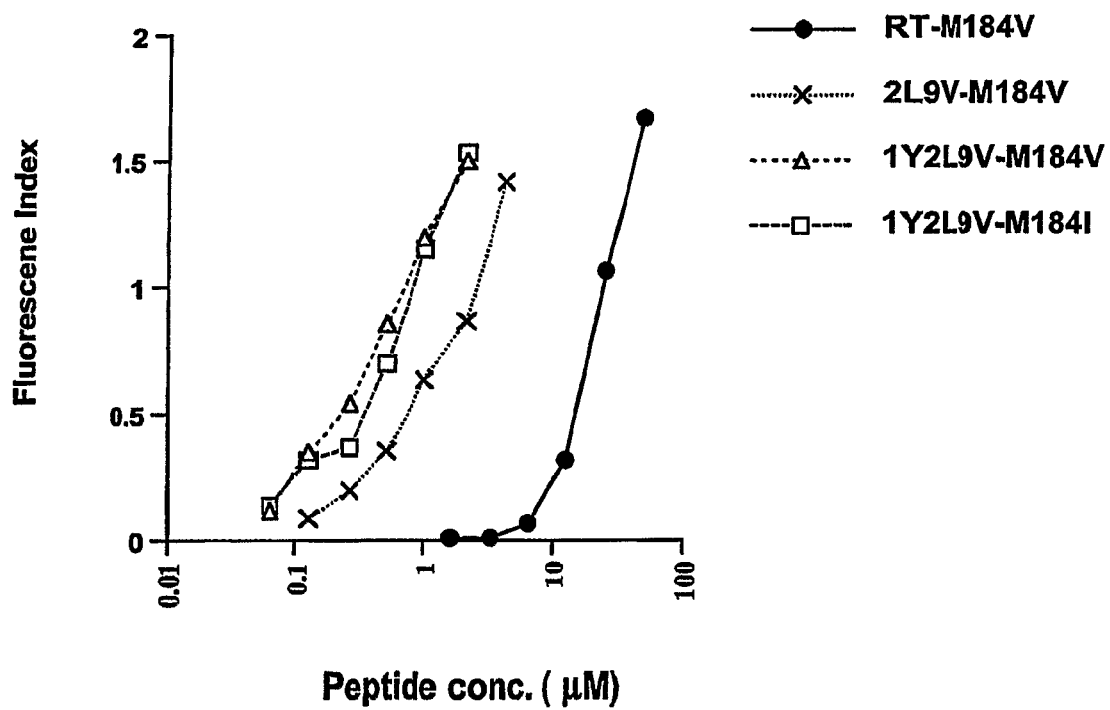 RT-M184V
2L9V-M184V
1Y2L9V-M184V
1Y2L9V-M184I
Fluorescene Index
2
1.5
1
0.5
0
0.01
0.1
1
10
100
Peptide conc. ( μM)